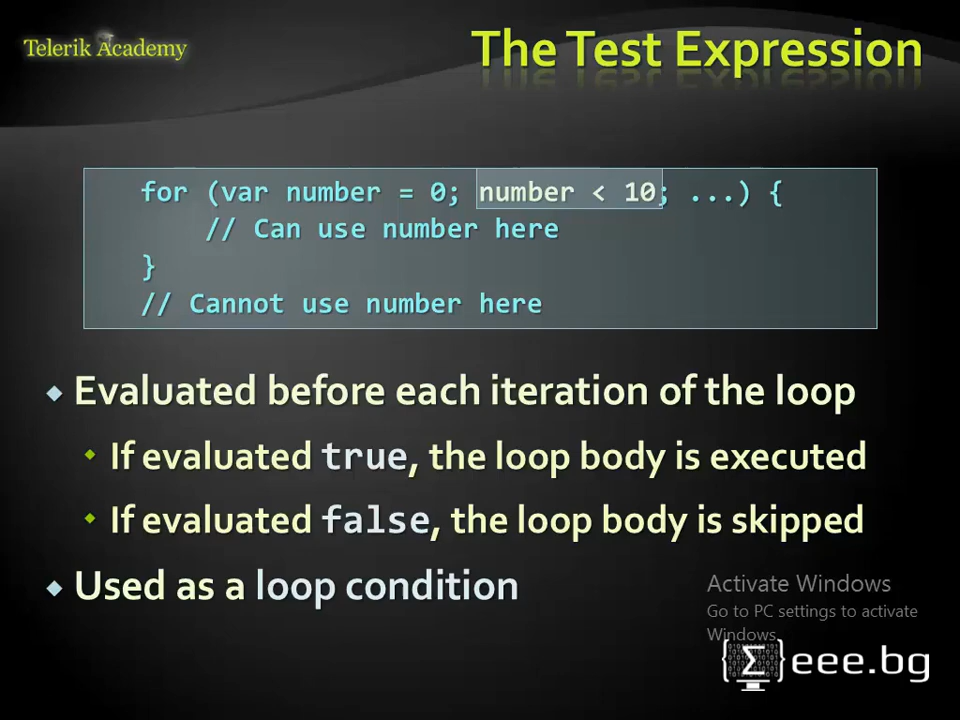 Telerik Academy
The Test Expression
for (var number = 0; number < 10; ...) {
// Can use number here
}
// Cannot use number here
Evaluated before each iteration of the loop
If evaluated true, the loop body is executed
If evaluated false, the loop body is skipped
Used as a loop condition
Activate Windows
Go to PC settings to activate
Windows.
{Σ} eee.bg